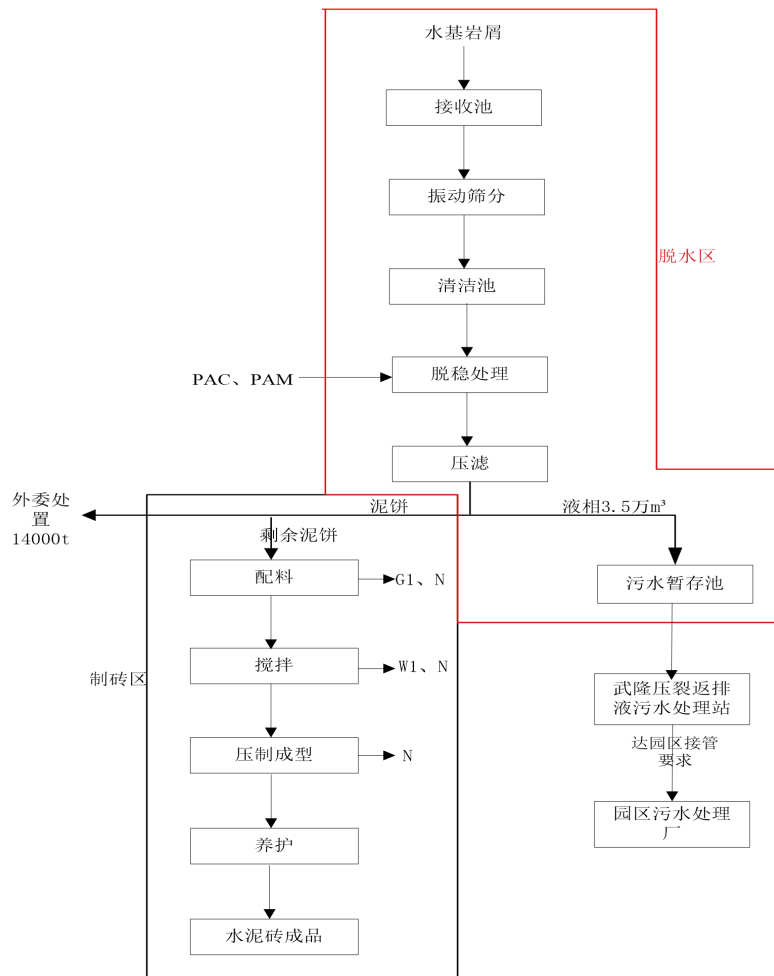 水基岩屑
接收池
振动筛分
脱水区
清洁池
PAC、PAM
脱稳处理
压滤
外委处
置
14000t
泥饼
液相3.5万m³
剩余泥饼
配料
G1、N
污水暂存池
制砖区
搅拌
W1、N
武隆压裂返排
液污水处理站
压制成型
N
达园区接管
要求
养护
园区污水处理
厂
水泥砖成品